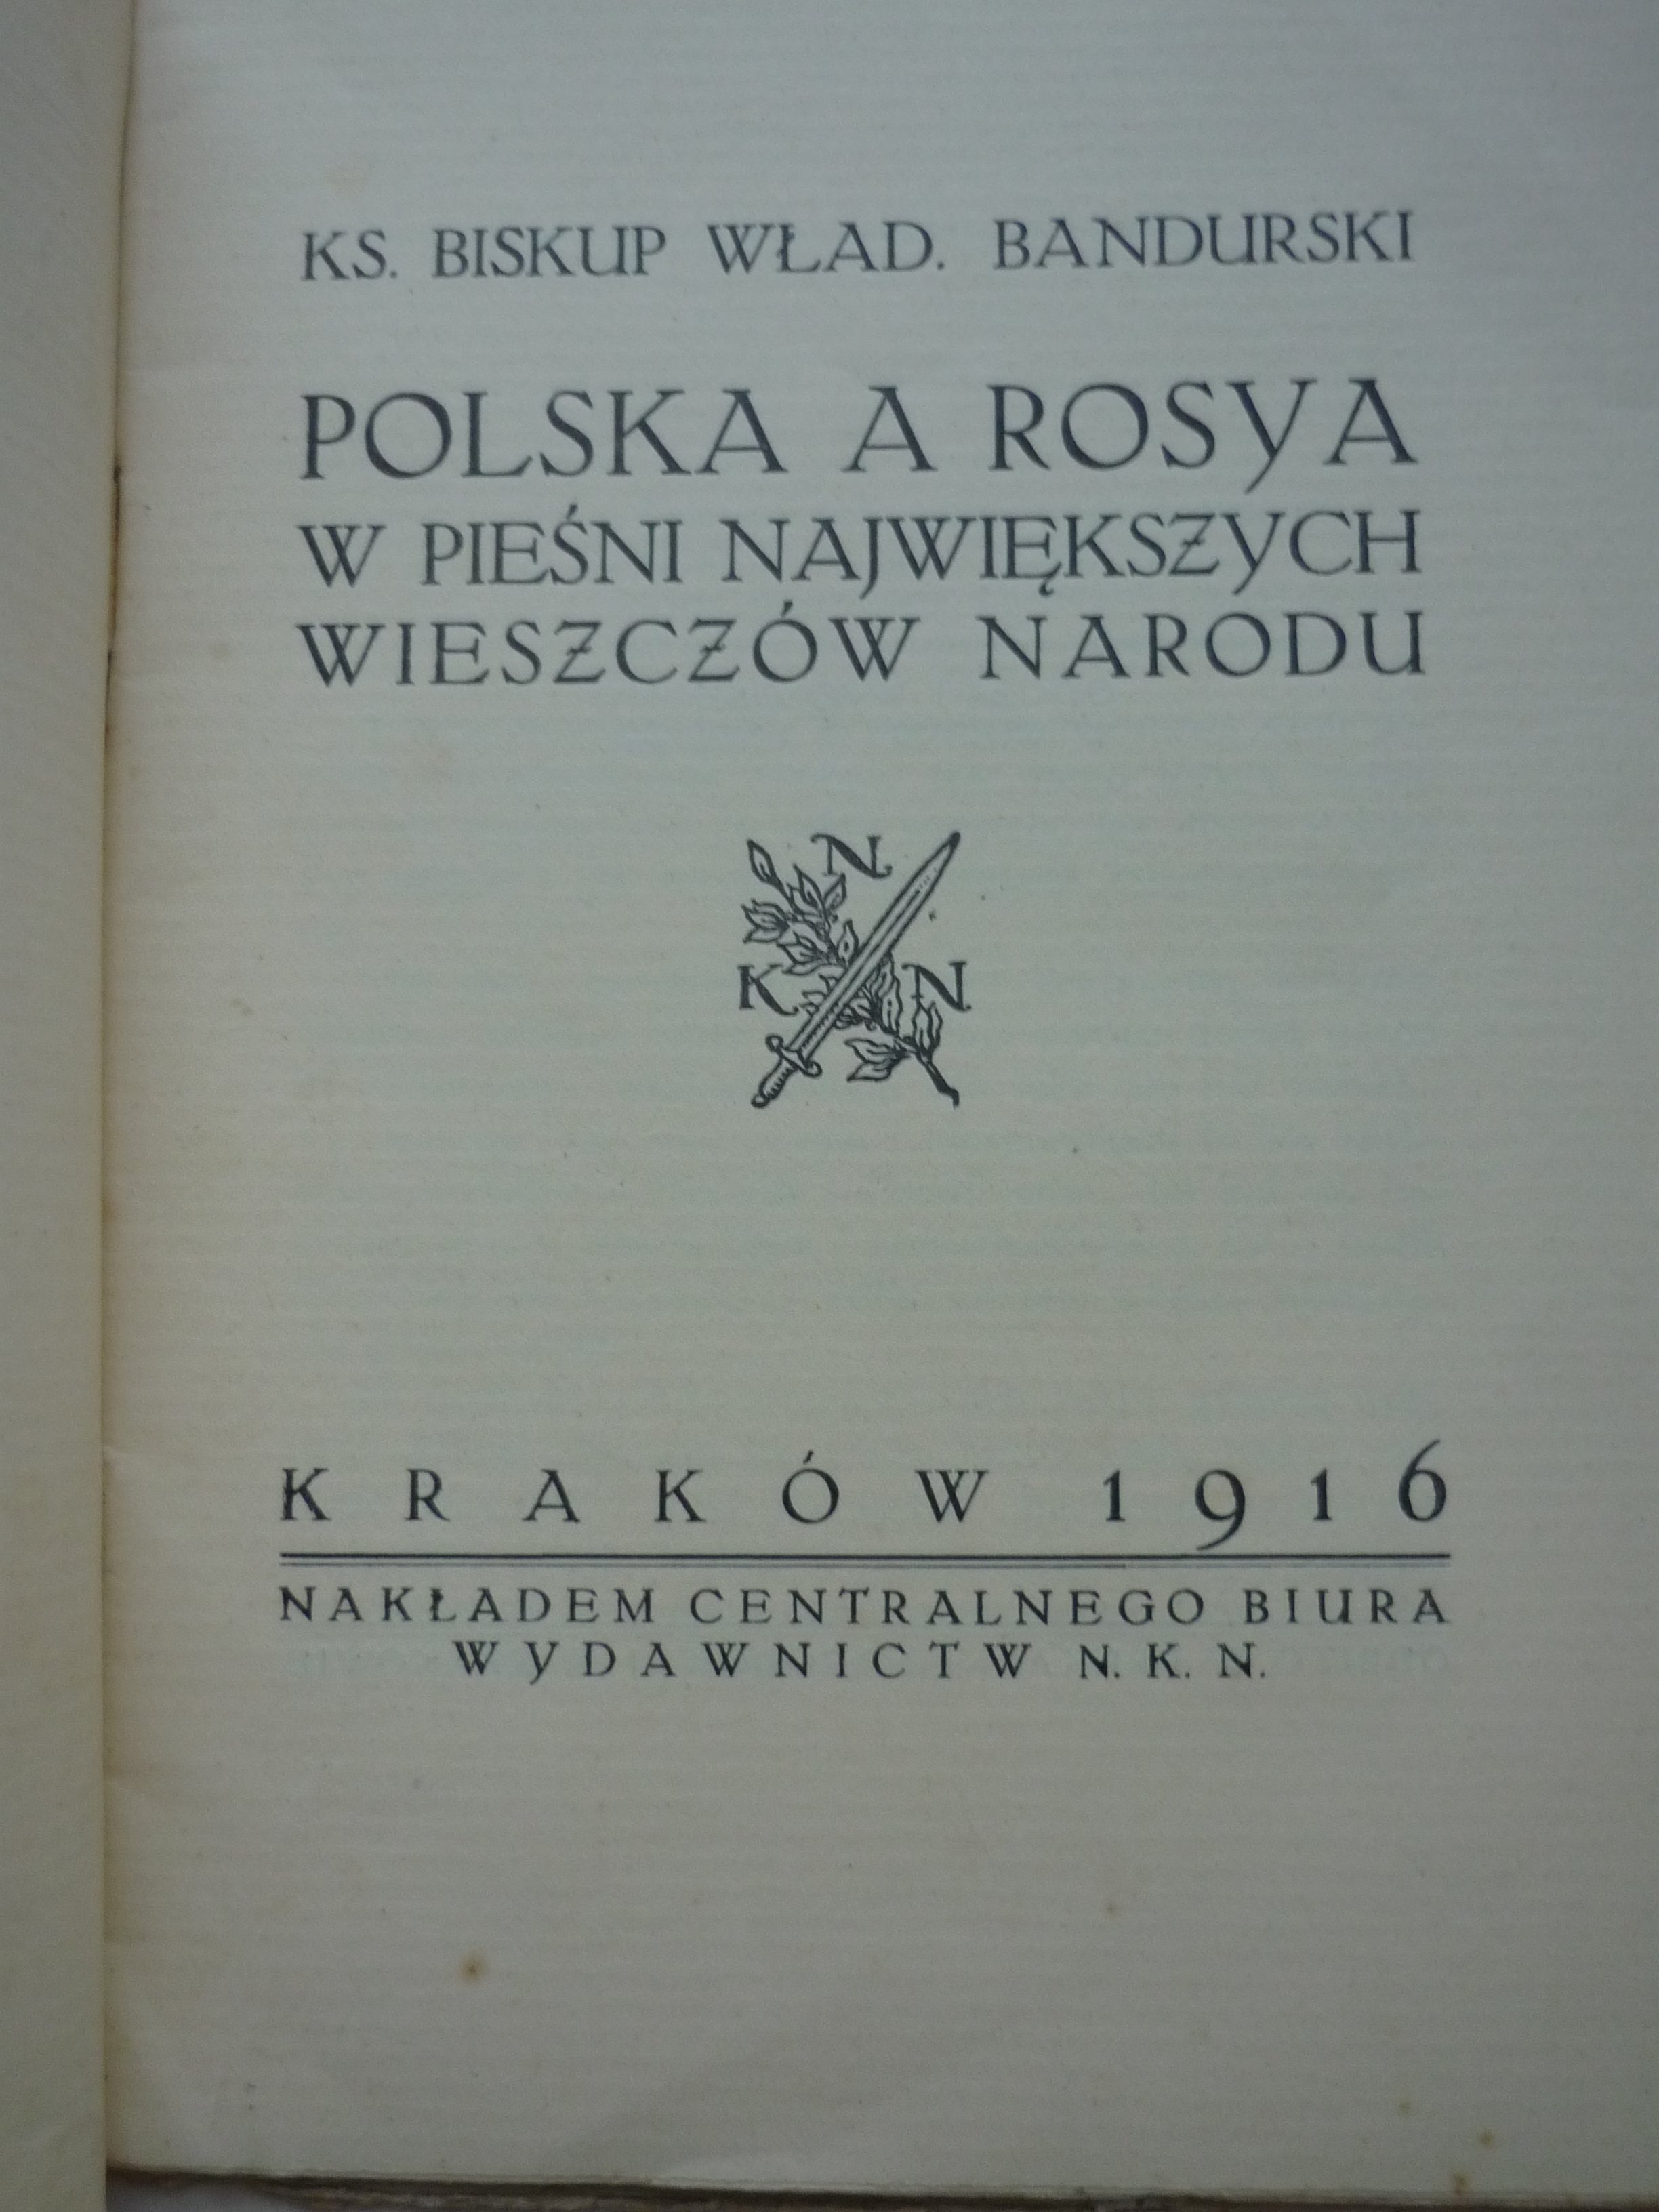 KS. BISKUP WŁAD. BANDURSKI
POLSKA A ROSYA
W PIEŚNI NAJWIĘKSZYCH
WIESZCZÓW NARODU
N
K N
KRAKÓW 1916
NAKŁADEM CENTRALNEGO BIURA
WYDAWNICTW N. K. N.